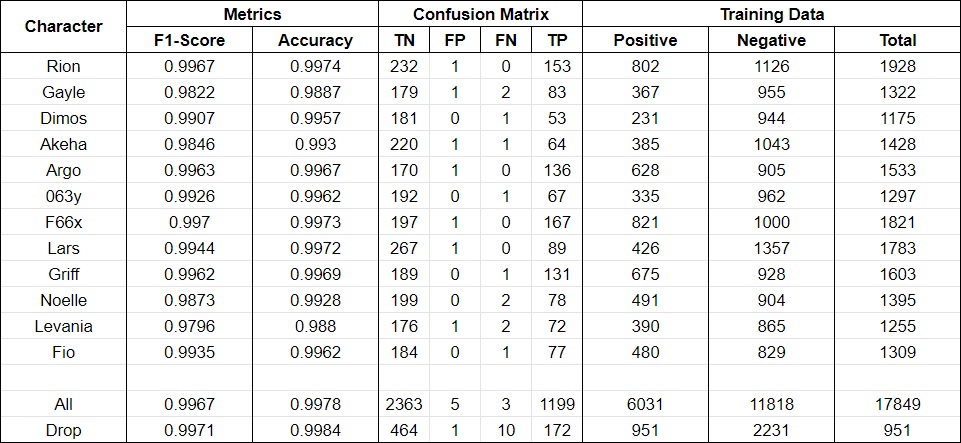 Character Metrics Confusion Matrix Training Data
F1-Score Accuracy TN FP FN TP Positive Negative Total
Rion 0.9967 0.9974 232 1 0 153 802 1126 1928
Gayle 0.9822 0.9887 179 1 2 83 367 955 1322
Dimos 0.9907 0.9957 181 0 1 53 231 944 1175
Akeha 0.9846 0.993 220 1 1 64 385 1043 1428
Argo 0.9963 0.9967 170 1 0 136 628 905 1533
063y 0.9926 0.9962 192 0 1 67 335 962 1297
F66x 0.997 0.9973 197 1 0 167 821 1000 1821
Lars 0.9944 0.9972 267 1 0 89 426 1357 1783
Griff 0.9962 0.9969 189 0 1 131 675 928 1603
Noelle 0.9873 0.9928 199 0 2 78 491 904 1395
Levania 0.9796 0.988 176 1 2 72 390 865 1255
Fio 0.9935 0.9962 184 0 1 77 480 829 1309
All 0.9967 0.9978 2363 5 3 1199 6031 11818 17849
Drop 0.9971 0.9984 464 1 10 172 951 2231 951